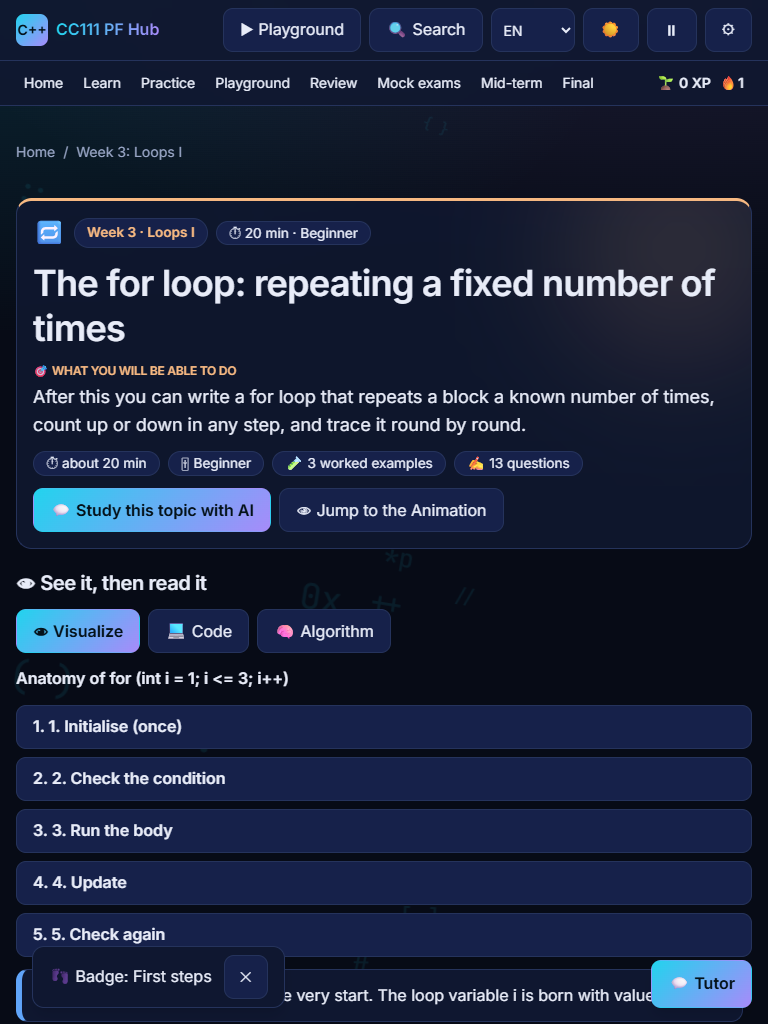 C++ CC111 PF Hub
▶ Playground
🔍 Search
EN
Home Learn Practice Playground Review Mock exams Mid-term Final
🌱 0 XP 🔥 1
Home / Week 3: Loops I
Week 3 · Loops I
⏱ 20 min · Beginner
The for loop: repeating a fixed number of
times
🎯 WHAT YOU WILL BE ABLE TO DO
After this you can write a for loop that repeats a block a known number of times,
count up or down in any step, and trace it round by round.
⏱ about 20 min
🎚 Beginner
🧪 3 worked examples
✍ 13 questions
Study this topic with AI
👁 Jump to the Animation
*p
0x ++ //
👁 See it, then read it
👁 Visualize
💻 Code
🧠 Algorithm
Anatomy of for (int i = 1; i <= 3; i++)
1. 1. Initialise (once)
2. 2. Check the condition
3. 3. Run the body
4. 4. Update
5. 5. Check again
👣 Badge: First steps ×
very start. The loop variable i is born with value
Tutor